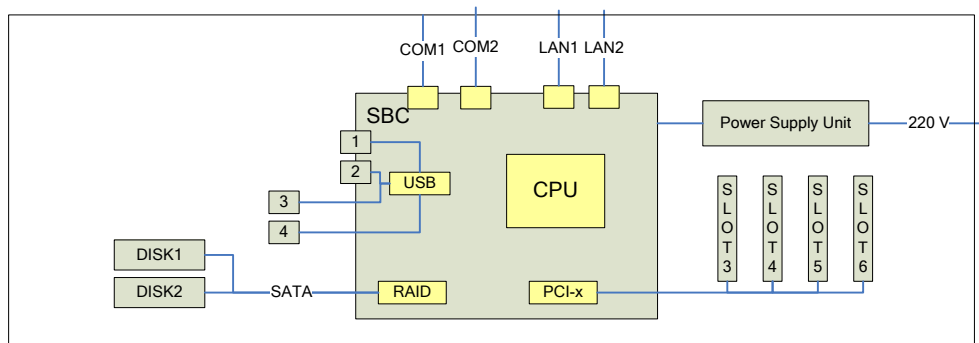 COM1
COM2
LAN1
LAN2
SBC
Power Supply Unit
220 V
1
2
3
4
USB
CPU
SLOT3
SLOT4
SLOT5
SLOT6
DISK1
DISK2
SATA
RAID
PCI-x